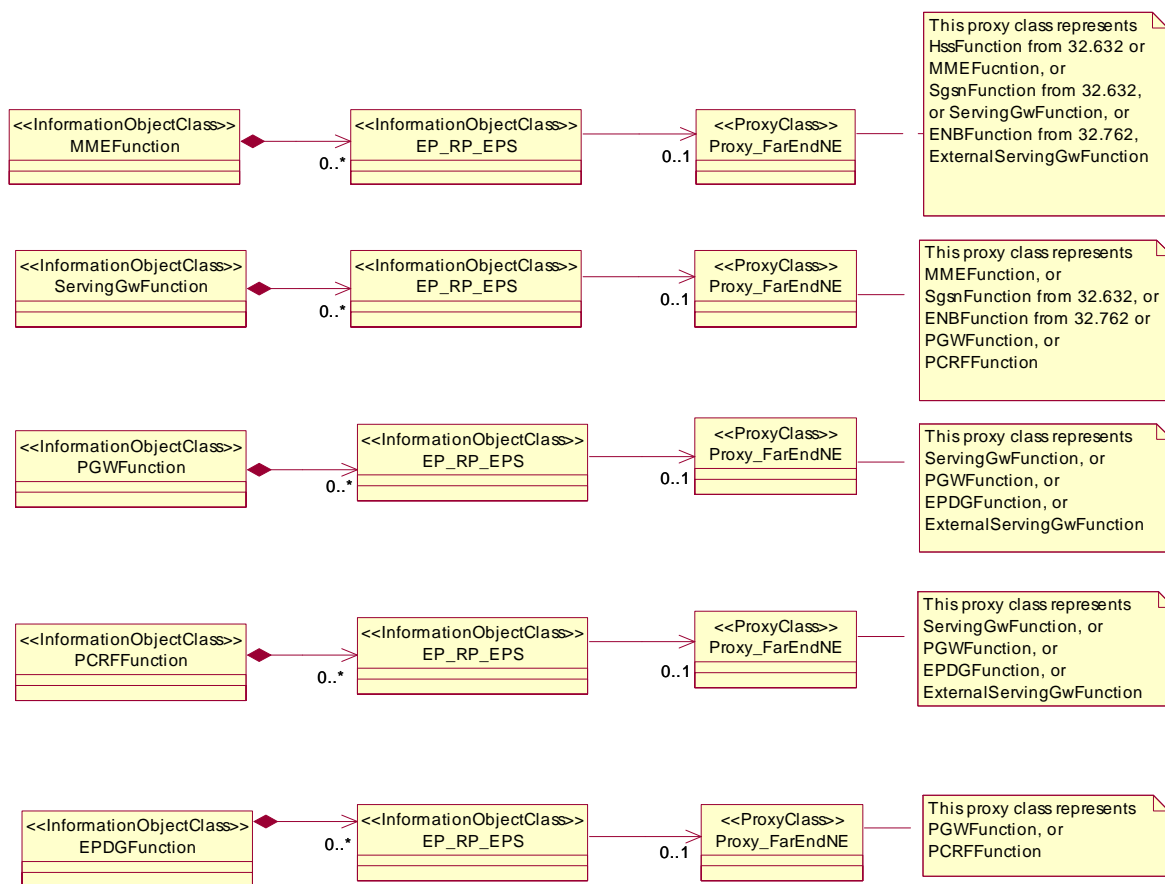 <<InformationObjectClass>>
MMEFunction
0..*
<<InformationObjectClass>>
EP_RP_EPS
0..1
<<ProxyClass>>
Proxy_FarEndNE
This proxy class represents
HssFunction from 32.632 or
MMEFucntion, or
SgsnFunction from 32.632,
or ServingGwFunction, or
ENBFunction from 32.762,
ExternalServingGwFunction
<<InformationObjectClass>>
ServingGwFunction
0..*
<<InformationObjectClass>>
EP_RP_EPS
0..1
<<ProxyClass>>
Proxy_FarEndNE
This proxy class represents
MMEFunction, or
SgsnFunction from 32.632, or
ENBFunction from 32.762 or
PGWFunction, or
PCRFFunction
<<InformationObjectClass>>
PGWFunction
0..*
<<InformationObjectClass>>
EP_RP_EPS
0..1
<<ProxyClass>>
Proxy_FarEndNE
This proxy class represents
ServingGwFunction, or
PGWFunction, or
EPDGFunction, or
ExternalServingGwFunction
<<InformationObjectClass>>
PCRFFunction
0..*
<<InformationObjectClass>>
EP_RP_EPS
0..1
<<ProxyClass>>
Proxy_FarEndNE
This proxy class represents
ServingGwFunction, or
PGWFunction, or
EPDGFunction, or
ExternalServingGwFunction
<<InformationObjectClass>>
EPDGFunction
0..*
<<InformationObjectClass>>
EP_RP_EPS
0..1
<<ProxyClass>>
Proxy_FarEndNE
This proxy class represents
PGWFunction, or
PCRFFunction